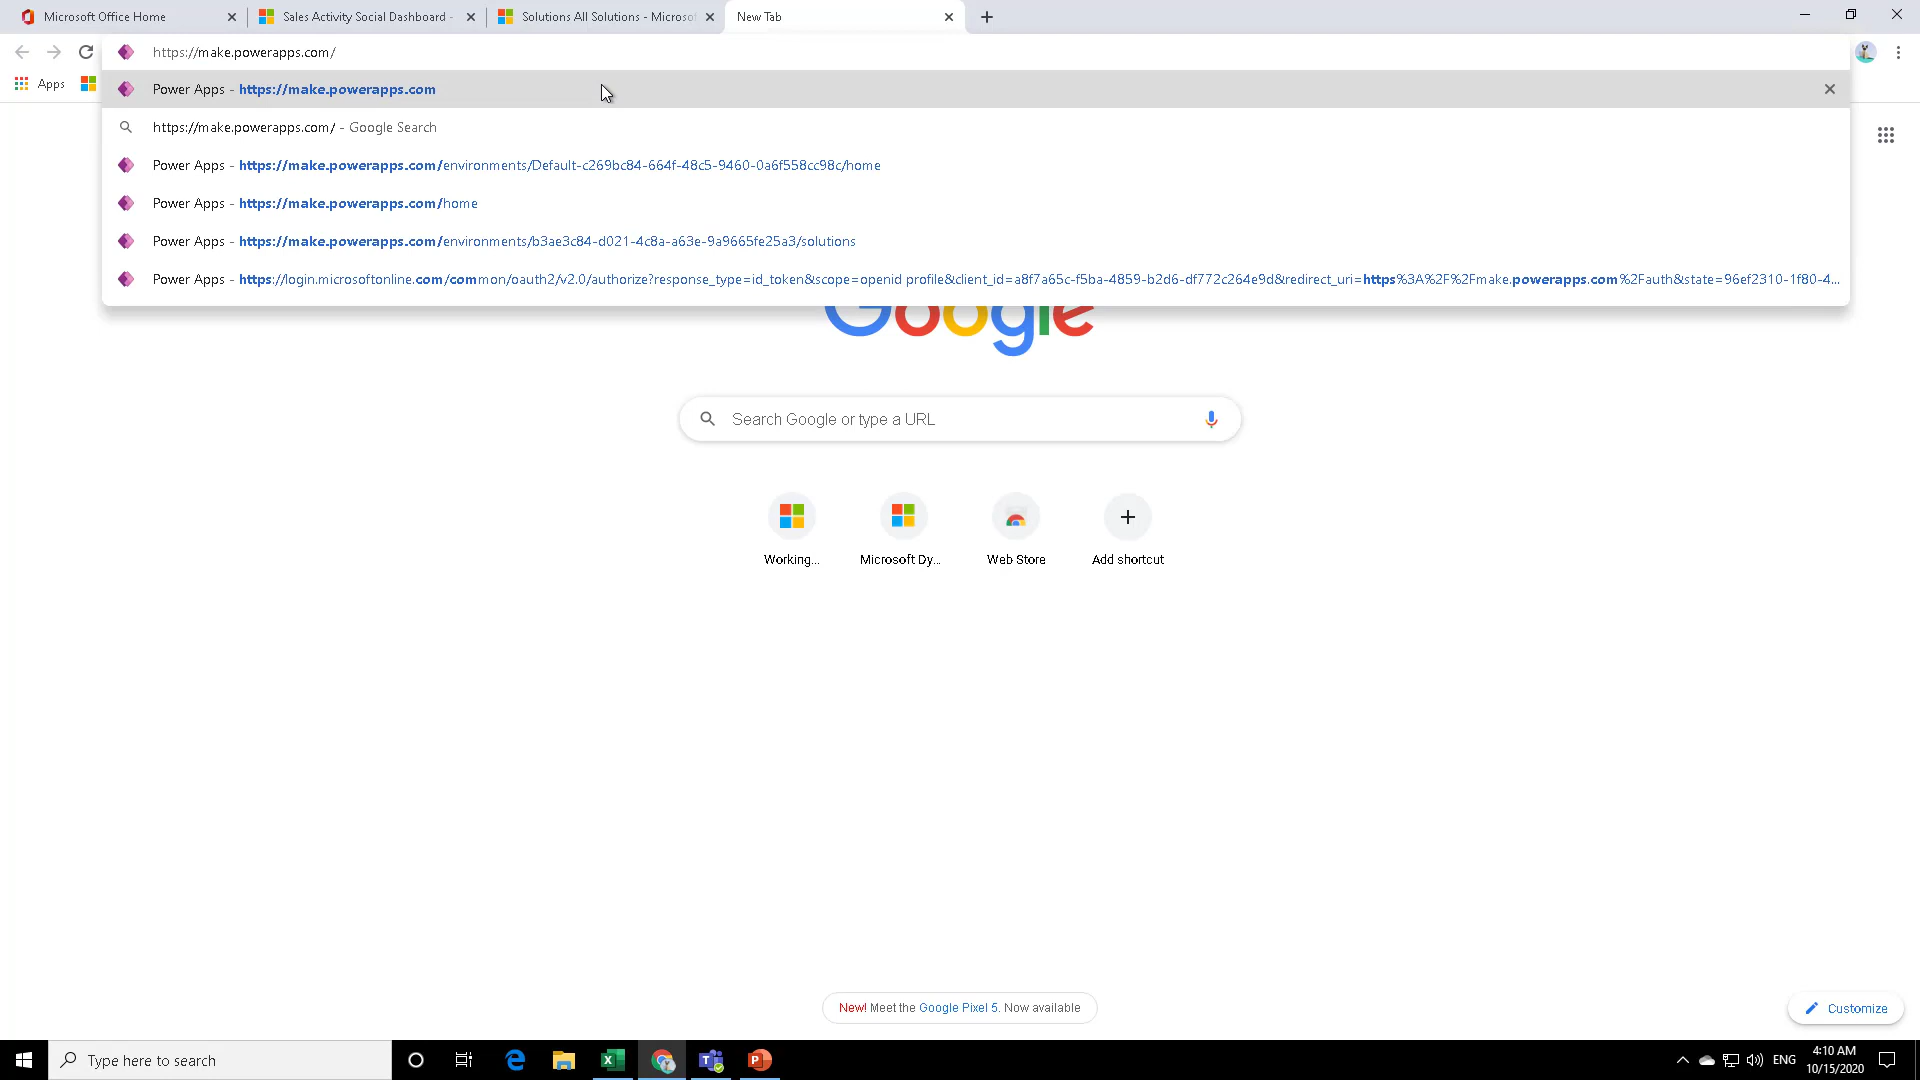 Microsoft Office Home
Sales Activity Social Dashboard -
Solutions All Solutions - Microsof
New Tab
https://make.powerapps.com/
Apps
Power Apps - https://make.powerapps.com
https://make.powerapps.com/ - Google Search
Power Apps - https://make.powerapps.com/environments/Default-c269bc84-664f-48c5-9460-0a6f558cc98c/home
Power Apps - https://make.powerapps.com/home
Power Apps - https://make.powerapps.com/environments/b3ae3c84-d021-4c8a-a63e-9a9665fe25a3/solutions
Power Apps - https://login.microsoftonline.com/common/oauth2/v2.0/authorize?response_type=id_token&scope=openid profile&client_id=a8f7a65c-f5ba-4859-b2d6-df772c264e9d&redirect_uri=https%3A%2F%2Fmake.powerapps.com%2Fauth&state=96ef2310-1f80-4...
Google
Search Google or type a URL
Working...
Microsoft Dy...
Web Store
Add shortcut
New! Meet the Google Pixel 5. Now available
Customize
Type here to search
ENG
4:10 AM
10/15/2020